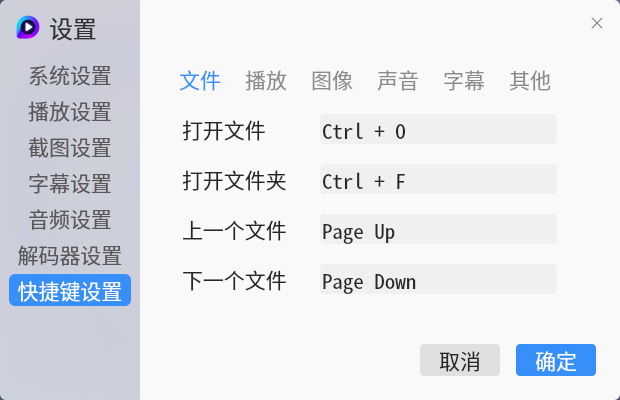 设置
系统设置
播放设置
截图设置
字幕设置
音频设置
解码器设置
快捷键设置
文件 播放 图像 声音 字幕 其他
打开文件 Ctrl + O
打开文件夹 Ctrl + F
上一个文件 Page Up
下一个文件 Page Down
取消 确定